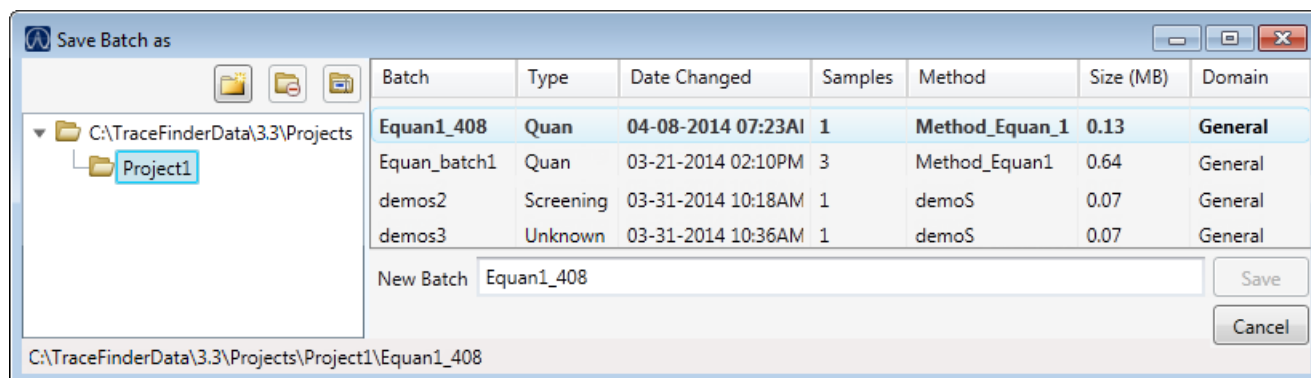 Save Batch as
Batch Type Date Changed Samples Method Size (MB) Domain
C:\TraceFinderData\3.3\Projects
Project1
Equan1_408 Quan 04-08-2014 07:23AI 1 Method_Equan_1 0.13 General
Equan_batch1 Quan 03-21-2014 02:10PM 3 Method_Equan1 0.64 General
demos2 Screening 03-31-2014 10:18AM 1 demoS 0.07 General
demos3 Unknown 03-31-2014 10:36AM 1 demoS 0.07 General
New Batch Equan1_408 Save
Cancel
C:\TraceFinderData\3.3\Projects\Project1\Equan1_408